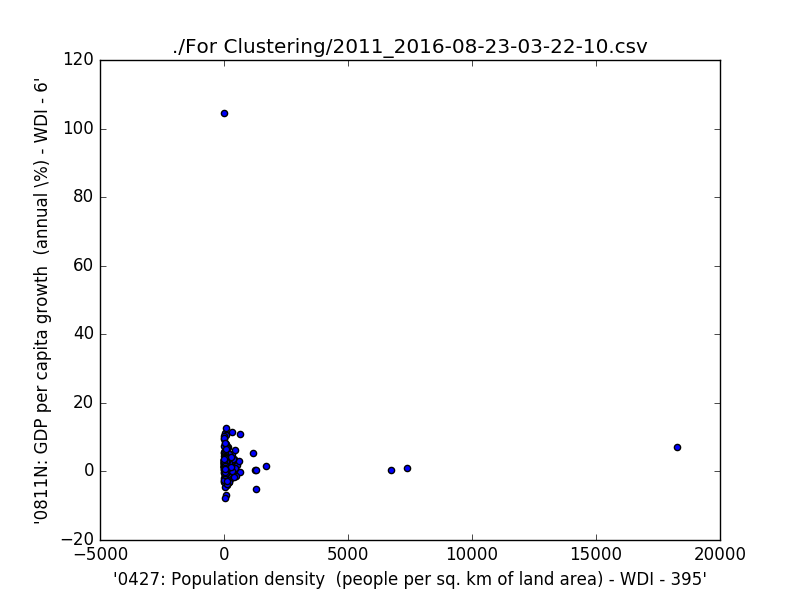 ./For Clustering/2011_2016-08-23-03-22-10.csv
120
100
80
60
40
20
0
−20
'0811N: GDP per capita growth  (annual \%) - WDI - 6'
−5000 0 5000 10000 15000 20000
'0427: Population density  (people per sq. km of land area) - WDI - 395'